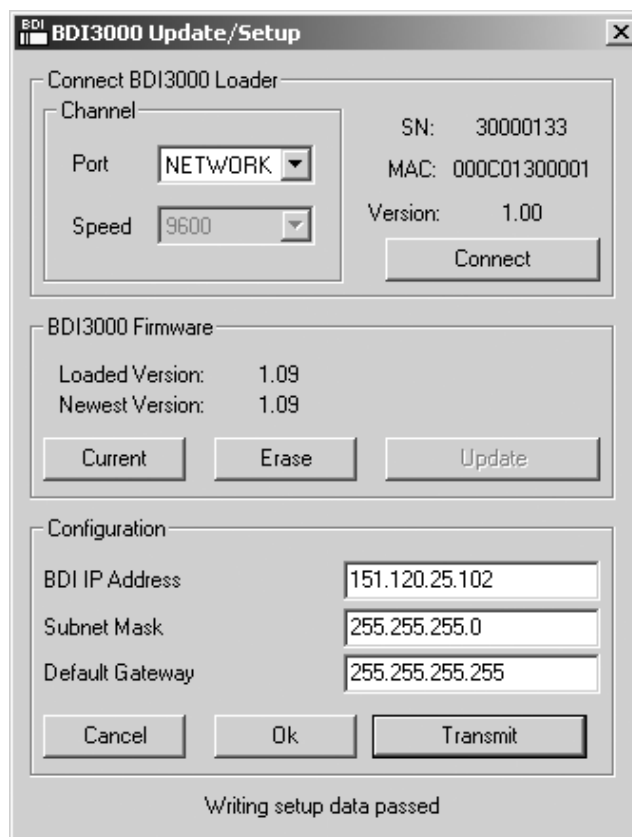 BDI
BDI3000 Update/Setup
Connect BDI3000 Loader
Channel
Port NETWORK
Speed 9600
SN: 30000133
MAC: 000C01300001
Version: 1.00
Connect
BDI3000 Firmware
Loaded Version: 1.09
Newest Version: 1.09
Current Erase Update
Configuration
BDI IP Address 151.120.25.102
Subnet Mask 255.255.255.0
Default Gateway 255.255.255.255
Cancel Ok Transmit
Writing setup data passed